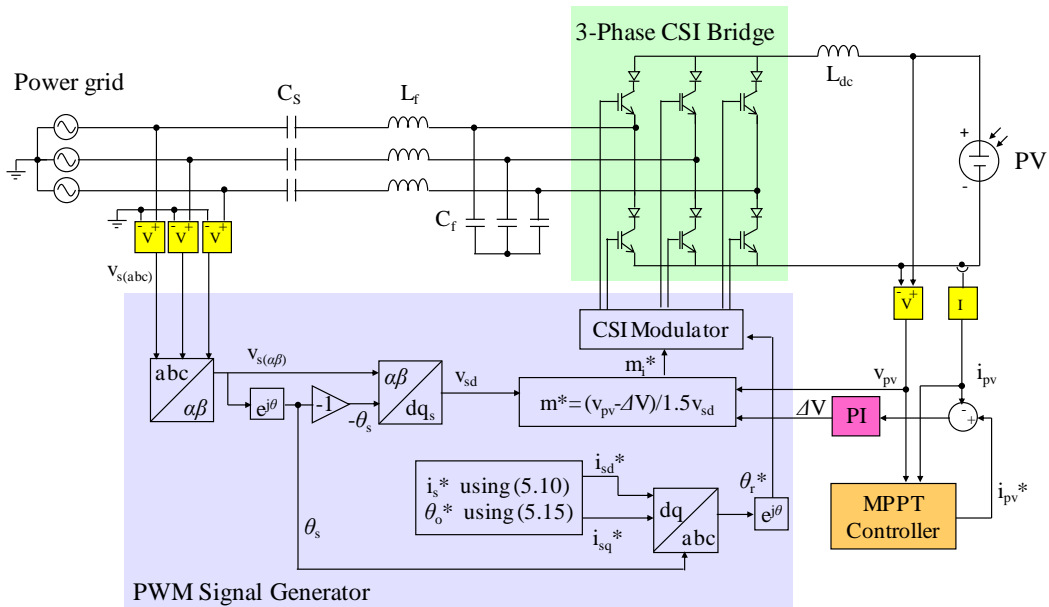 3-Phase CSI Bridge
Power grid
C_S
L_f
L_dc
+
-
PV
C_f
- V +
- V +
- V +
v_s(abc)
- V +
I
CSI Modulator
m_i*
v_pv
i_pv
abc
αβ
v_s(αβ)
e^jθ
-1
-θ_s
αβ
dq_s
v_sd
m*=(v_pv-ΔV)/1.5v_sd
ΔV
PI
-
+
i_s* using (5.10)
θ_o* using (5.15)
i_sd*
i_sq*
dq
abc
θ_r*
e^jθ
MPPT
Controller
i_pv*
θ_s
PWM Signal Generator